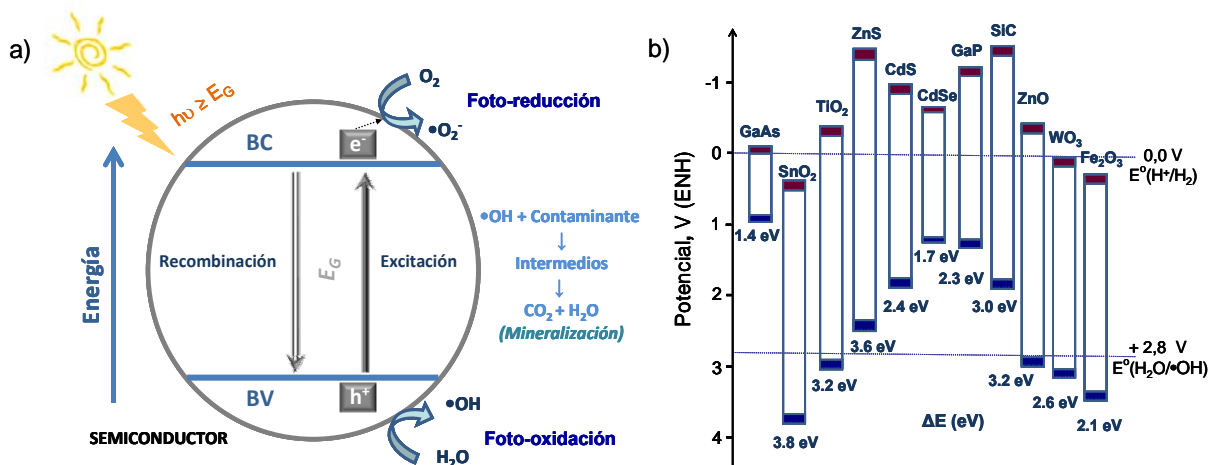 a)
hυ ≥ E_G
O₂
Foto-reducción
•O₂⁻
BC
e⁻
Energía
Recombinación
E_G
Excitación
•OH + Contaminante
↓
Intermedios
↓
CO₂ + H₂O
(Mineralización)
BV
h⁺
•OH
Foto-oxidación
H₂O
SEMICONDUCTOR
b)
Potencial, V (ENH)
-1
0
1
2
3
4
GaAs
SnO₂
TiO₂
ZnS
CdS
CdSe
GaP
SiC
ZnO
WO₃
Fe₂O₃
1.4 eV
3.8 eV
3.2 eV
3.6 eV
2.4 eV
1.7 eV
2.3 eV
3.0 eV
3.2 eV
2.6 eV
2.1 eV
0,0 V
E°(H⁺/H₂)
+ 2,8 V
E°(H₂O/•OH)
ΔE (eV)